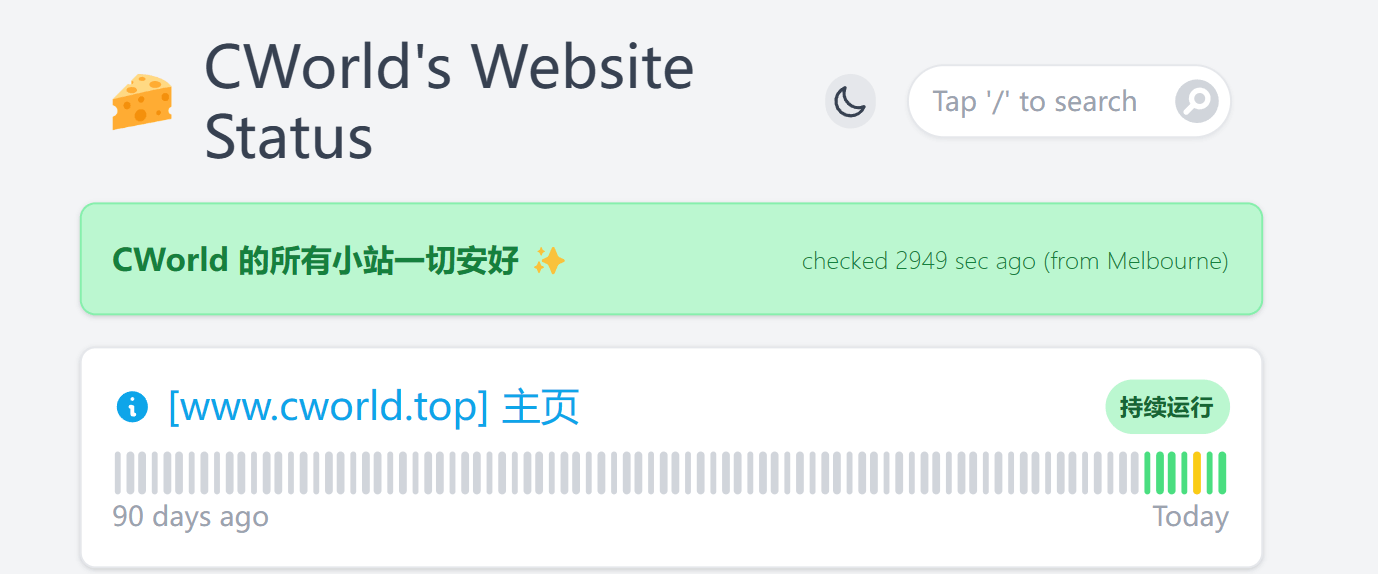 CWorld's Website
Status
Tap '/' to search
CWorld 的所有小站一切安好 ✨
checked 2949 sec ago (from Melbourne)
[www.cworld.top] 主页
持续运行
90 days ago
Today